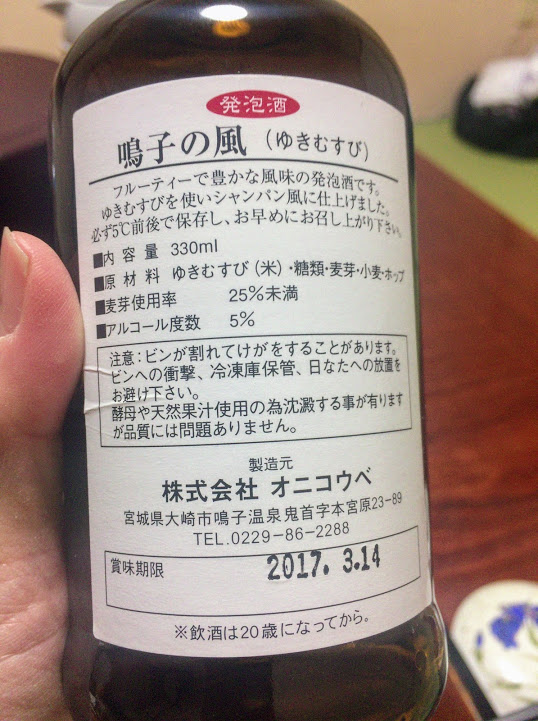 発泡酒
鳴子の風（ゆきむすび）
フルーティーで豊かな風味の発泡酒です。
ゆきむすびを使いシャンパン風に仕上げました。
必ず5℃前後で保存し、お早めにお召し上がり下さい。
■内容量 330ml
■原材料 ゆきむすび（米）・糖類・麦芽・小麦・ホップ
■麦芽使用率 25%未満
■アルコール度数 5%
注意：ビンが割れてけがをすることがあります。
ビンへの衝撃、冷凍庫保管、日なたへの放置を
お避け下さい。
酵母や天然果汁使用の為沈澱する事が有ります
が品質には問題ありません。
製造元
株式会社 オニコウベ
宮城県大崎市鳴子温泉鬼首字本宮原23-89
TEL.0229-86-2288
賞味期限 2017. 3.14
※飲酒は20歳になってから。